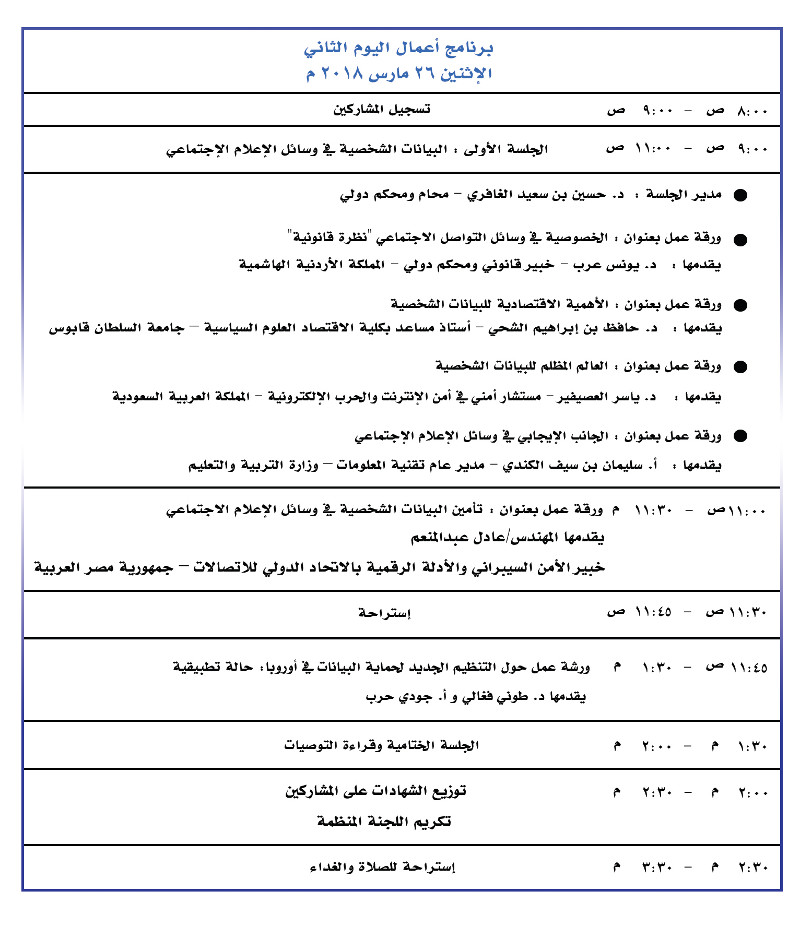 برنامج أعمال اليوم الثاني
الإثنين ٢٦ مارس ٢٠١٨ م
٨:٠٠ ص – ٩:٠٠ ص تسجيل المشاركين
٩:٠٠ ص – ١١:٠٠ ص الجلسة الأولى : البيانات الشخصية في وسائل الإعلام الإجتماعي
● مدير الجلسة : د. حسين بن سعيد الغافري – محام ومحكم دولي
● ورقة عمل بعنوان : الخصوصية في وسائل التواصل الاجتماعي "نظرة قانونية"
يقدمها : د. يونس عرب – خبير قانوني ومحكم دولي – المملكة الأردنية الهاشمية
● ورقة عمل بعنوان : الأهمية الاقتصادية للبيانات الشخصية
يقدمها : د. حافظ بن إبراهيم الشحي – أستاذ مساعد بكلية الاقتصاد العلوم السياسية – جامعة السلطان قابوس
● ورقة عمل بعنوان : العالم المظلم للبيانات الشخصية
يقدمها : د. ياسر العصيفير – مستشار أمني في أمن الإنترنت والحرب الإلكترونية – المملكة العربية السعودية
● ورقة عمل بعنوان : الجانب الإيجابي في وسائل الإعلام الإجتماعي
يقدمها : أ. سليمان بن سيف الكندي – مدير عام تقنية المعلومات – وزارة التربية والتعليم
١١:٠٠ص – ١١:٣٠ م ورقة عمل بعنوان : تأمين البيانات الشخصية في وسائل الإعلام الاجتماعي
يقدمها المهندس/عادل عبدالمنعم
خبير الأمن السيبراني والأدلة الرقمية بالاتحاد الدولي للاتصالات – جمهورية مصر العربية
١١:٣٠ ص – ١١:٤٥ ص إستراحة
١١:٤٥ ص – ١:٣٠ م ورشة عمل حول التنظيم الجديد لحماية البيانات في أوروبا: حالة تطبيقية
يقدمها د. طوني فغالي و أ. جودي حرب
١:٣٠ م – ٢:٠٠ م الجلسة الختامية وقراءة التوصيات
٢:٠٠ م – ٢:٣٠ م توزيع الشهادات على المشاركين
تكريم اللجنة المنظمة
٢:٣٠ م – ٣:٣٠ م إستراحة للصلاة والغداء